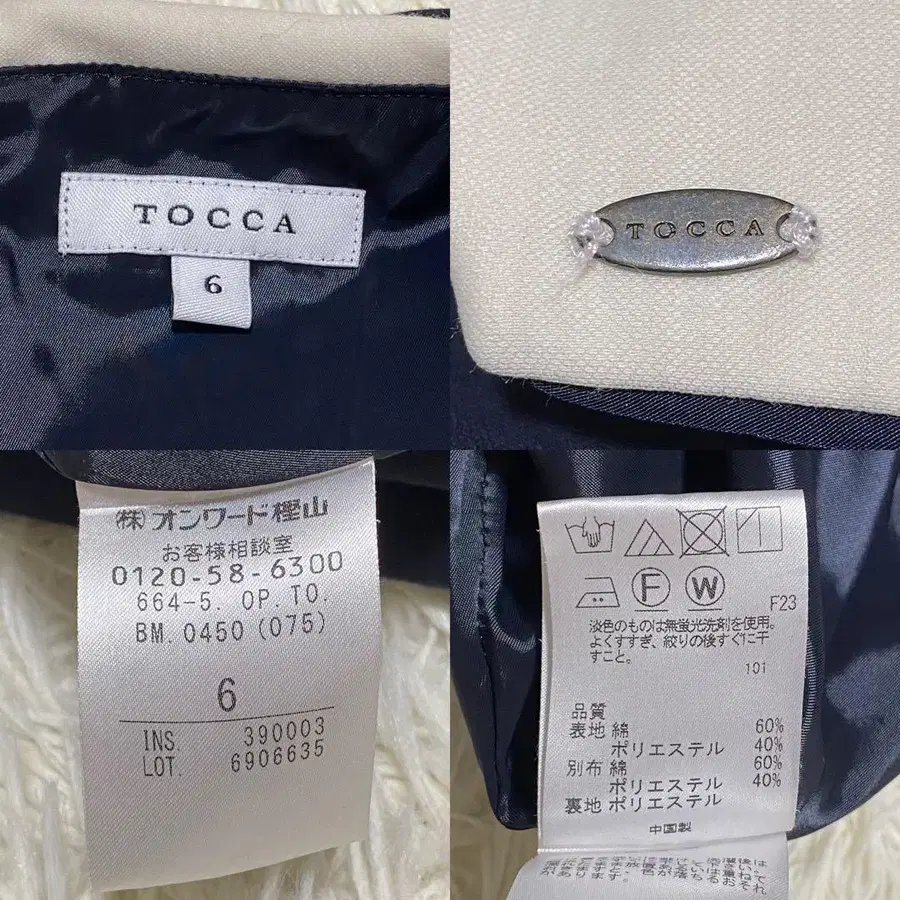 TOCCA
6
TOCCA
㈱オンワード樫山
お客様相談室
0120-58-6300
664-5. OP. TO.
BM. 0450 (075)
6
INS. 390003
LOT. 6906635
F W
F23
淡色のものは無蛍光洗剤を使用。
よくすすぎ、絞りの後すぐに干
すこと。
101
品質
表地 綿 60%
ポリエステル 40%
別布 綿 60%
ポリエステル 40%
裏地 ポリエステル
中国製